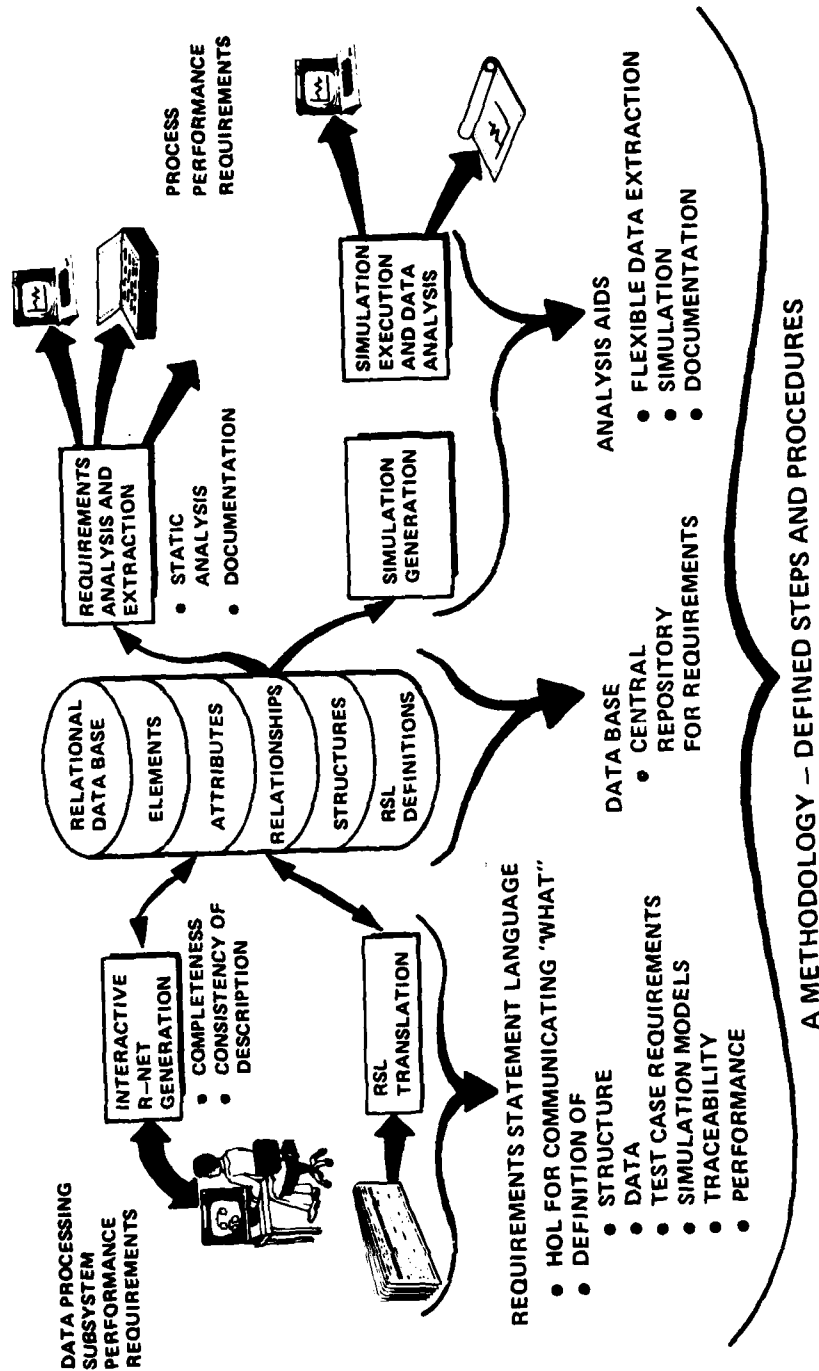 DATA PROCESSING
SUBSYSTEM
PERFORMANCE
REQUIREMENTS
INTERACTIVE
R-NET
GENERATION
• COMPLETENESS
• CONSISTENCY OF
DESCRIPTION
RSL
TRANSLATION
RELATIONAL
DATA BASE
ELEMENTS
ATTRIBUTES
RELATIONSHIPS
STRUCTURES
RSL
DEFINITIONS
REQUIREMENTS
ANALYSIS AND
EXTRACTION
• STATIC
ANALYSIS
• DOCUMENTATION
PROCESS
PERFORMANCE
REQUIREMENTS
SIMULATION
GENERATION
SIMULATION
EXECUTION
AND DATA
ANALYSIS
REQUIREMENTS STATEMENT LANGUAGE
• HOL FOR COMMUNICATING "WHAT"
• DEFINITION OF
• STRUCTURE
• DATA
• TEST CASE REQUIREMENTS
• SIMULATION MODELS
• TRACEABILITY
• PERFORMANCE
DATA BASE
• CENTRAL
REPOSITORY
FOR REQUIREMENTS
ANALYSIS AIDS
• FLEXIBLE DATA EXTRACTION
• SIMULATION
• DOCUMENTATION
A METHODOLOGY – DEFINED STEPS AND PROCEDURES